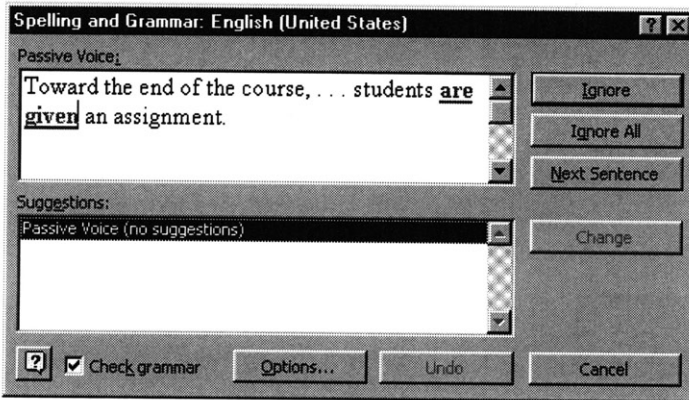 Spelling and Grammar: English (United States)
Passive Voice:
Toward the end of the course, . . . students are
given an assignment.
Ignore
Ignore All
Next Sentence
Suggestions:
Passive Voice (no suggestions)
Change
Check grammar
Options...
Undo
Cancel